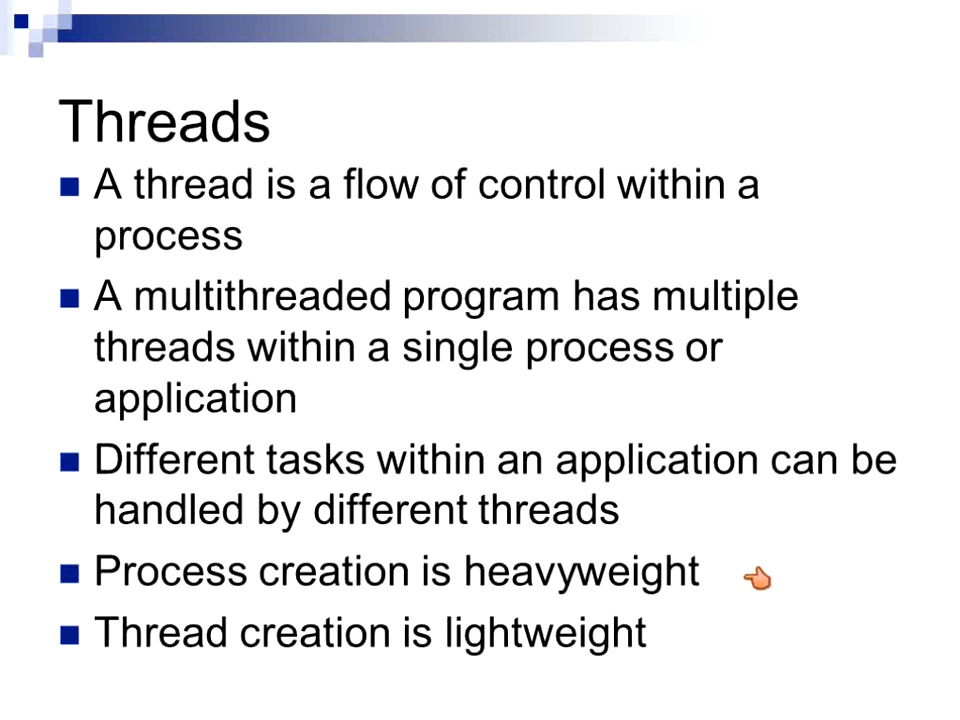 Threads
A thread is a flow of control within a
process
A multithreaded program has multiple
threads within a single process or
application
Different tasks within an application can be
handled by different threads
Process creation is heavyweight
Thread creation is lightweight